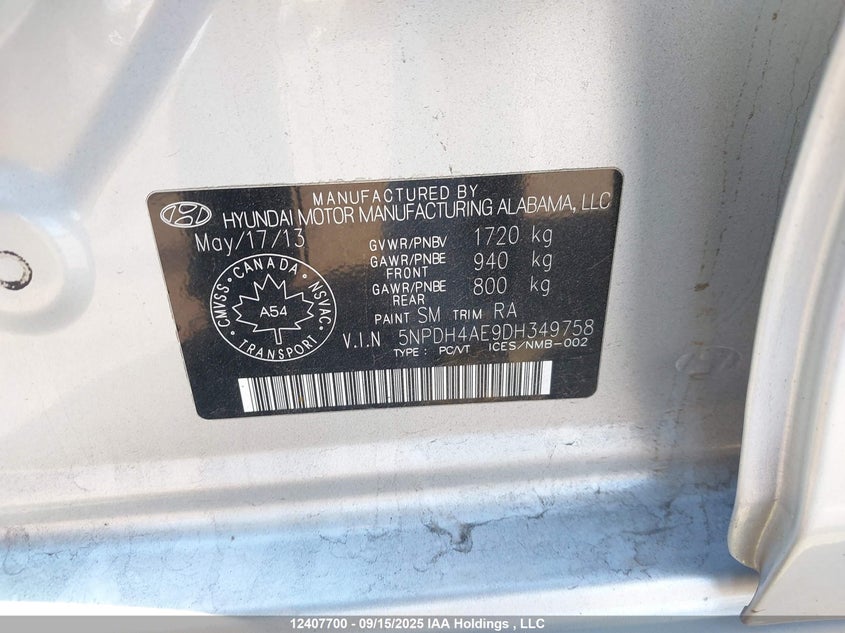 MANUFACTURED BY
HYUNDAI MOTOR MANUFACTURING ALABAMA, LLC
May/17/13
GVWR/PNBV 1720 kg
GAWR/PNBE FRONT 940 kg
GAWR/PNBE REAR 800 kg
PAINT SM TRIM RA
V.I.N 5NPDH4AE9DH349758
TYPE : PC/VT ICES/NMB-002
CMVSS · CANADA · NSVAC
A54
TRANSPORT
12407700 - 09/15/2025 IAA Holdings , LLC